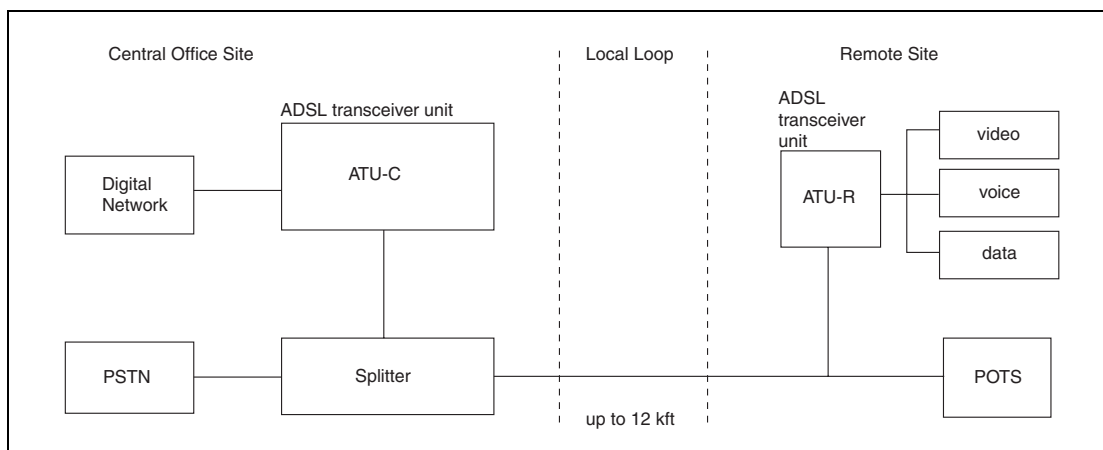 Central Office Site
Local Loop
Remote Site
ADSL transceiver unit
ADSL
transceiver
unit
Digital
Network
ATU-C
ATU-R
video
voice
data
PSTN
Splitter
POTS
up to 12 kft